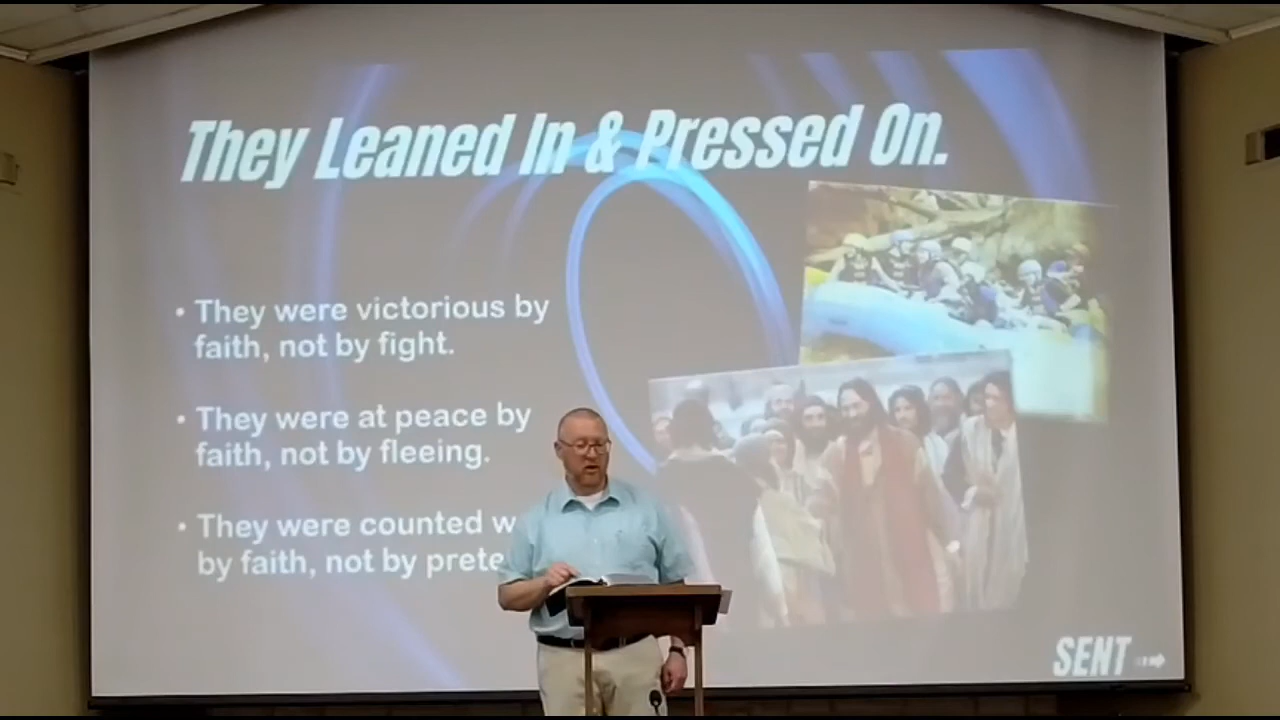 They Leaned In & Pressed On.
• They were victorious by
faith, not by fight.
• They were at peace by
faith, not by fleeing.
• They were counted
by faith, not by
SENT